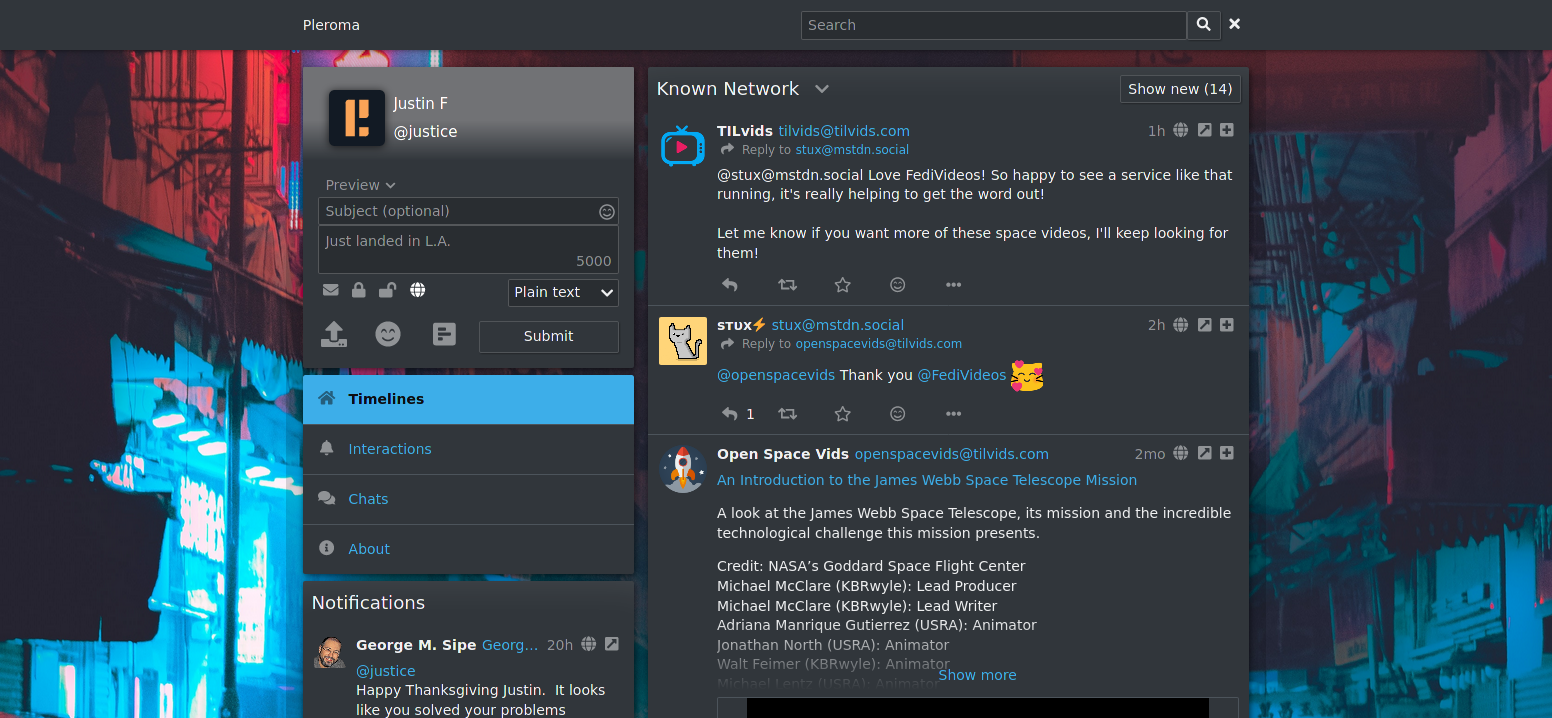 Pleroma
Search
Justin F
@justice
Preview
Subject (optional)
Just landed in L.A.
5000
Plain text
Submit
Timelines
Interactions
Chats
About
Notifications
George M. Sipe Georg... 20h
@justice
Happy Thanksgiving Justin.  It looks
like you solved your problems
Known Network
Show new (14)
TILvids tilvids@tilvids.com 1h
Reply to stux@mstdn.social
@stux@mstdn.social Love FediVideos! So happy to see a service like that
running, it's really helping to get the word out!
Let me know if you want more of these space videos, I'll keep looking for
them!
sᴛᴜx⚡ stux@mstdn.social 2h
Reply to openspacevids@tilvids.com
@openspacevids Thank you @FediVideos
1
Open Space Vids openspacevids@tilvids.com 2mo
An Introduction to the James Webb Space Telescope Mission
A look at the James Webb Space Telescope, its mission and the incredible
technological challenge this mission presents.
Credit: NASA’s Goddard Space Flight Center
Michael McClare (KBRwyle): Lead Producer
Michael McClare (KBRwyle): Lead Writer
Adriana Manrique Gutierrez (USRA): Animator
Jonathan North (USRA): Animator
Walt Feimer (KBRwyle): Animator
Michael Lentz (USRA): Animator
Show more